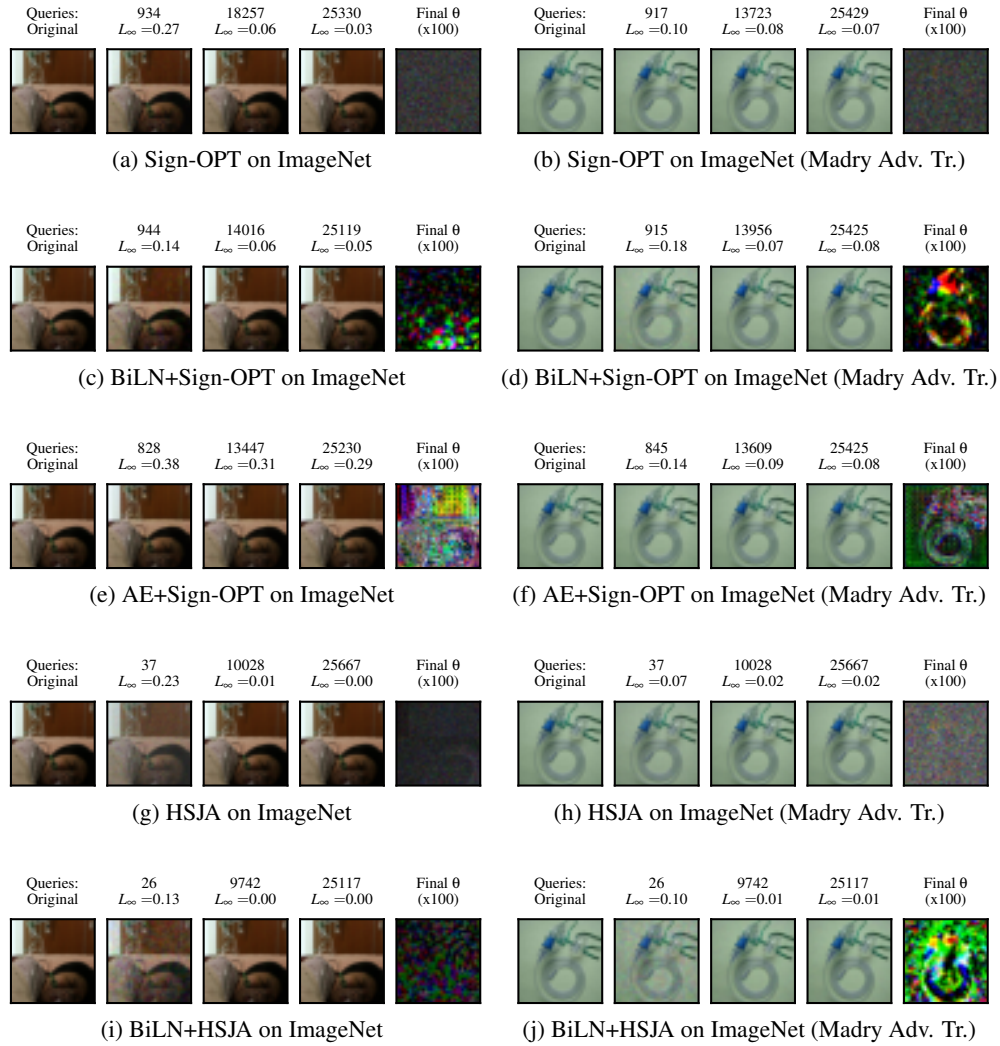 Queries: 934 18257 25330 Final θ
Original L∞ =0.27 L∞ =0.06 L∞ =0.03 (x100)
(a) Sign-OPT on ImageNet
Queries: 917 13723 25429 Final θ
Original L∞ =0.10 L∞ =0.08 L∞ =0.07 (x100)
(b) Sign-OPT on ImageNet (Madry Adv. Tr.)
Queries: 944 14016 25119 Final θ
Original L∞ =0.14 L∞ =0.06 L∞ =0.05 (x100)
(c) BiLN+Sign-OPT on ImageNet
Queries: 915 13956 25425 Final θ
Original L∞ =0.18 L∞ =0.07 L∞ =0.08 (x100)
(d) BiLN+Sign-OPT on ImageNet (Madry Adv. Tr.)
Queries: 828 13447 25230 Final θ
Original L∞ =0.38 L∞ =0.31 L∞ =0.29 (x100)
(e) AE+Sign-OPT on ImageNet
Queries: 845 13609 25425 Final θ
Original L∞ =0.14 L∞ =0.09 L∞ =0.08 (x100)
(f) AE+Sign-OPT on ImageNet (Madry Adv. Tr.)
Queries: 37 10028 25667 Final θ
Original L∞ =0.23 L∞ =0.01 L∞ =0.00 (x100)
(g) HSJA on ImageNet
Queries: 37 10028 25667 Final θ
Original L∞ =0.07 L∞ =0.02 L∞ =0.02 (x100)
(h) HSJA on ImageNet (Madry Adv. Tr.)
Queries: 26 9742 25117 Final θ
Original L∞ =0.13 L∞ =0.00 L∞ =0.00 (x100)
(i) BiLN+HSJA on ImageNet
Queries: 26 9742 25117 Final θ
Original L∞ =0.10 L∞ =0.01 L∞ =0.01 (x100)
(j) BiLN+HSJA on ImageNet (Madry Adv. Tr.)